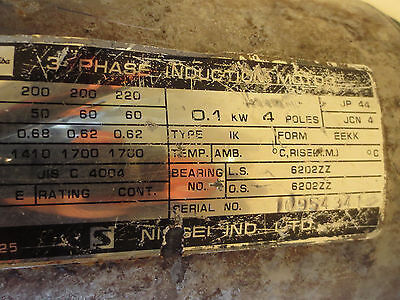 3 PHASE INDUCTION MOTOR
200 200 220
50 60 60
0.68 0.62 0.62
1410 1700 1700
JIS C 4004
E RATING CONT.
0.1 KW 4 POLES
JP 44
JCN 4
TYPE IK FORM EEKK
TEMP. AMB. °C, RISE(R.M.) °C
BEARING NO. L.S. 6202ZZ
O.S. 6202ZZ
SERIAL NO.
25
S NISSEI IND. LTD.